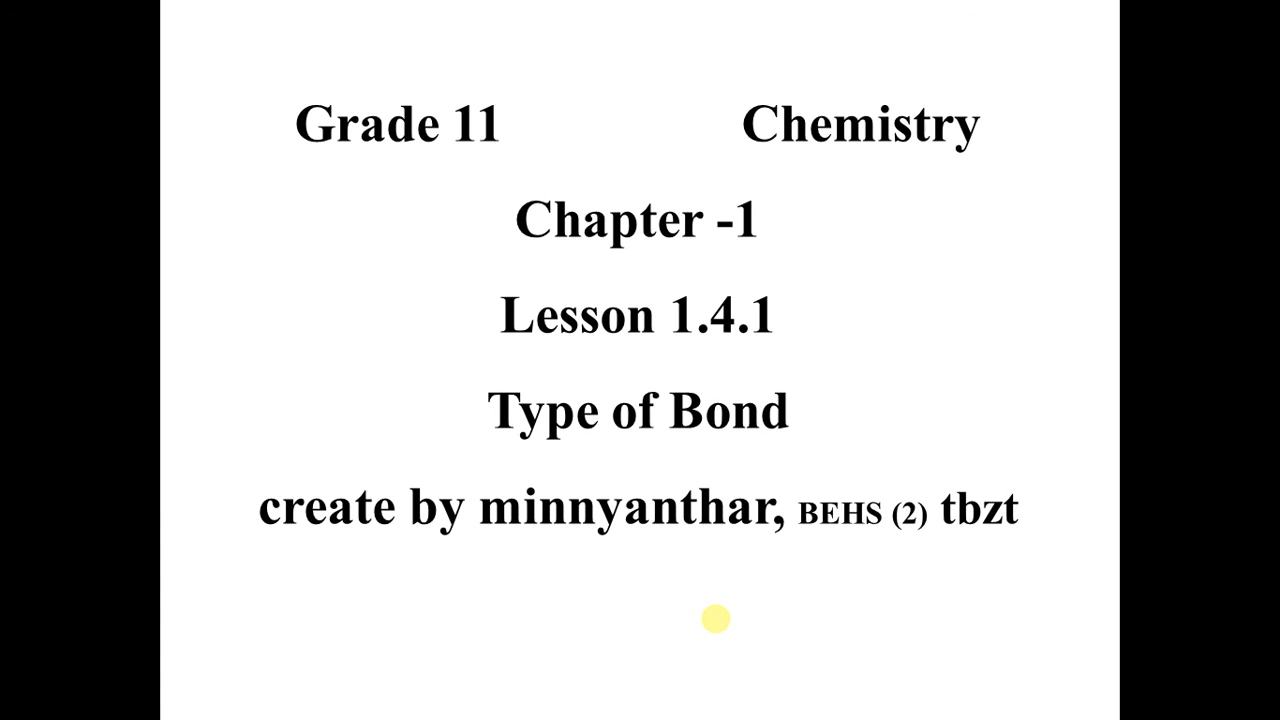 Grade 11 Chemistry
Chapter -1
Lesson 1.4.1
Type of Bond
create by minnyanthar, BEHS (2) tbzt